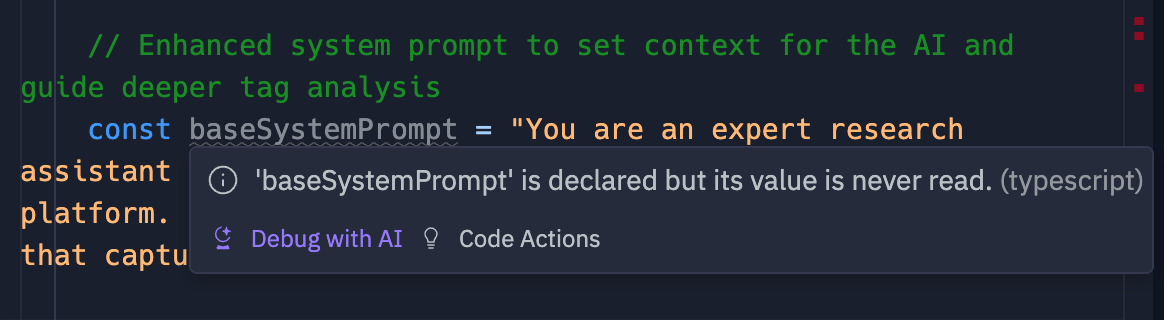 // Enhanced system prompt to set context for the AI and
guide deeper tag analysis
const baseSystemPrompt = "You are an expert research
assistant
'baseSystemPrompt' is declared but its value is never read. (typescript)
platform.
Debug with AI Code Actions
that captu